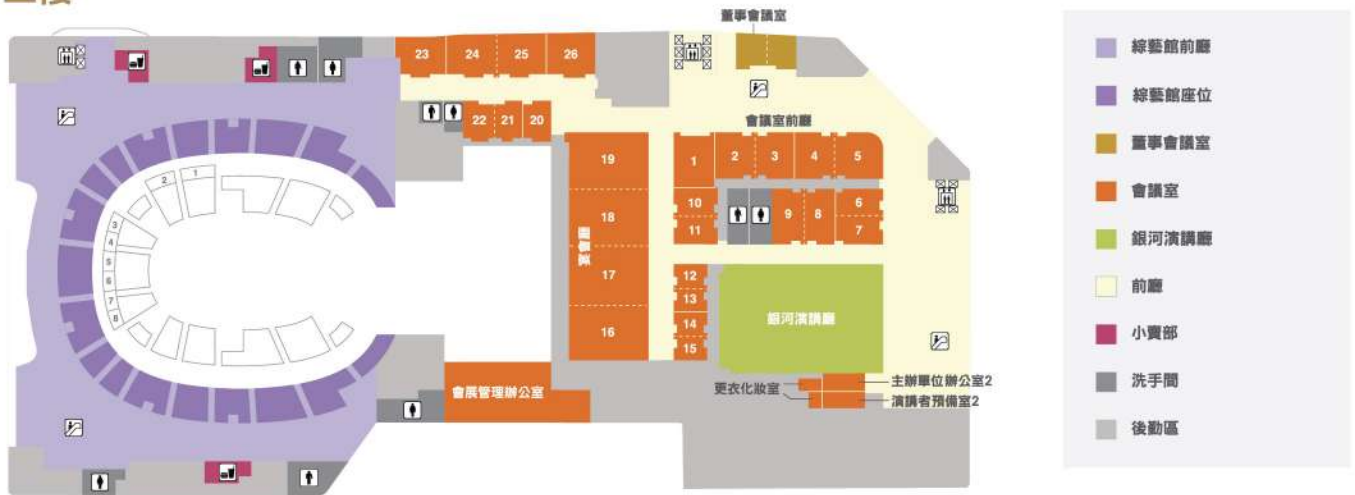 樓
董事會議室
23 24 25 26
22 21 20
會議室前廳
1 2 3 4 5
10 9 8 6
11 7
19
18
17
16
宴會廳
12
13
14
15
銀河演講廳
2 1
3
4
5
6
7
8
會展管理辦公室
更衣化妝室
主辦單位辦公室2
演講者預備室2
綜藝館前廳
綜藝館座位
董事會議室
會議室
銀河演講廳
前廳
小賣部
洗手間
後勤區